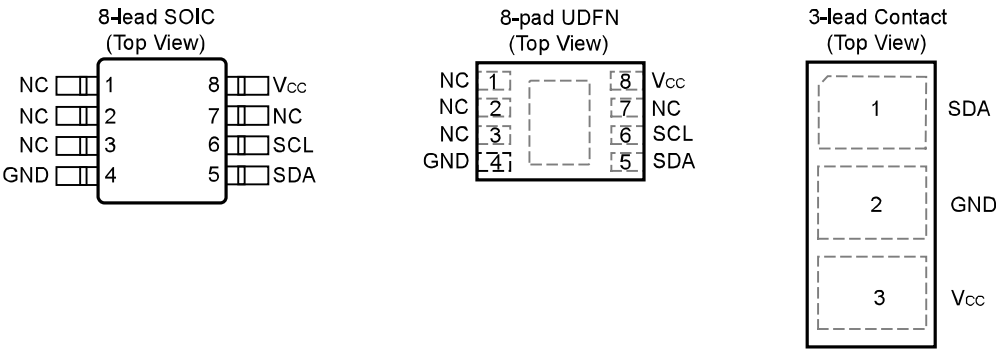 8-lead SOIC
(Top View)
NC 1 8 Vcc
NC 2 7 NC
NC 3 6 SCL
GND 4 5 SDA
8-pad UDFN
(Top View)
NC 1 8 Vcc
NC 2 7 NC
NC 3 6 SCL
GND 4 5 SDA
3-lead Contact
(Top View)
1 SDA
2 GND
3 Vcc